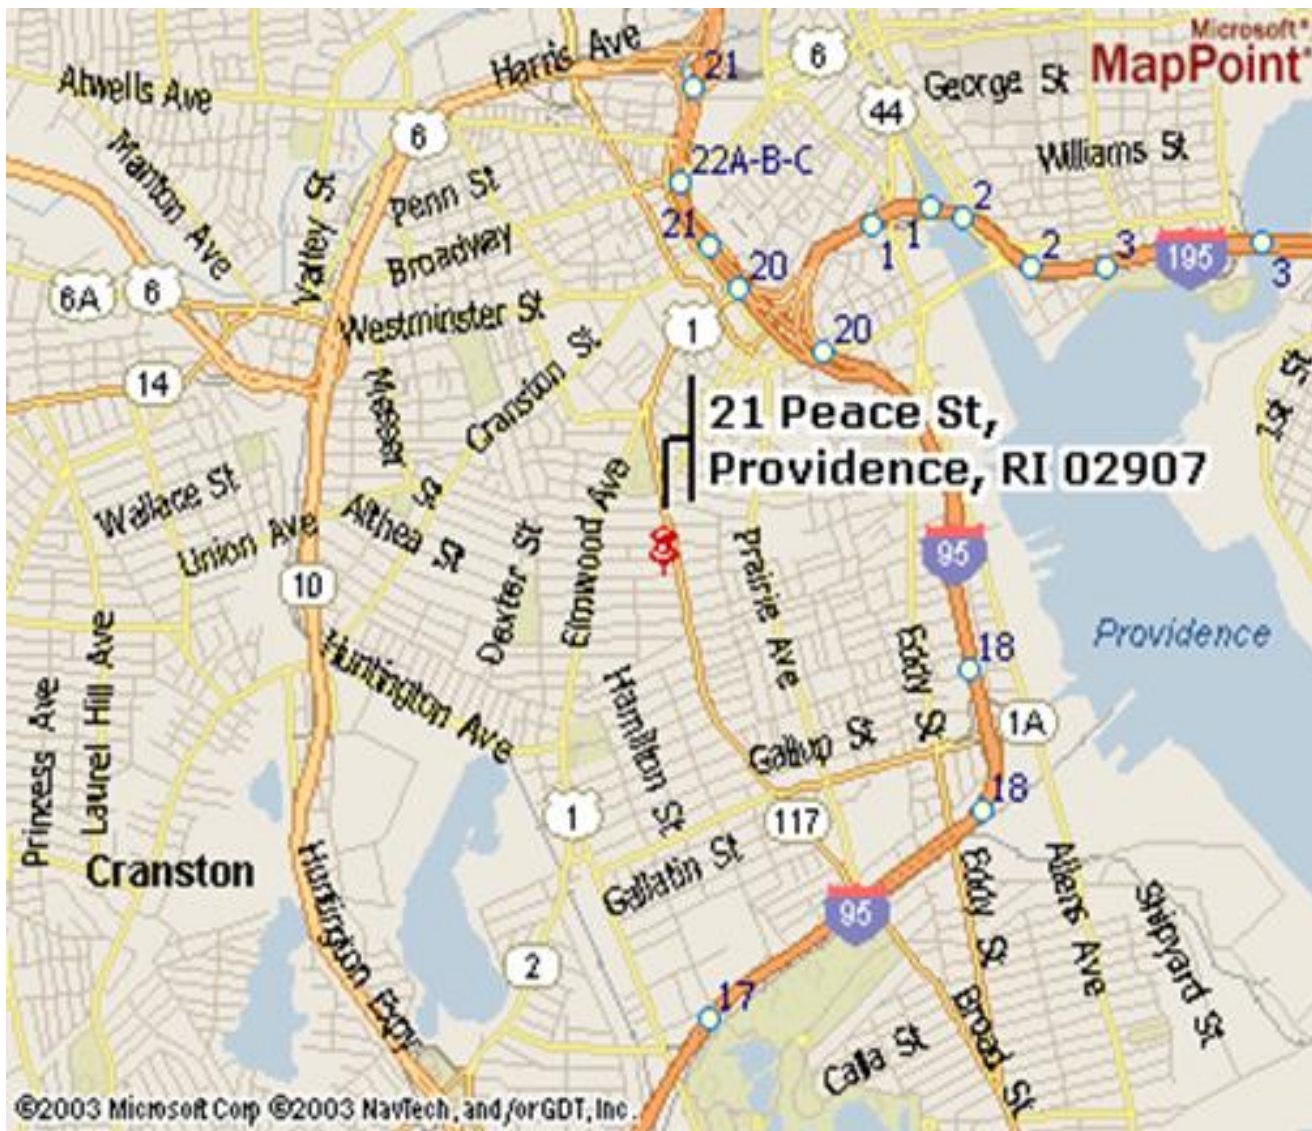 Microsoft®
MapPoint®
Harris Ave
21
6
George St
Atwells Ave
44
6
Williams St
22A-B-C
Manton Ave
Valley St
Penn St
2
21
1
1
Broadway
2
3
195
3
20
6A
6
Westminster St
1
20
14
Messer St
Cranston St
1st St
21 Peace St,
Providence, RI 02907
Wallace St
Union Ave
Althea St
Dexter St
Elmwood Ave
Prairie Ave
95
10
Providence
Huntington Ave
Eddy St
18
Princess Ave
Laurel Hill Ave
Hamilton St
Gallup St
1A
1
117
18
Cranston
Gallatin St
Huntington Expy
95
Eddy St
Allens Ave
Shipyard St
2
17
Broad St
Calla St
©2003 Microsoft Corp ©2003 NavTech, and/or GDT, Inc.